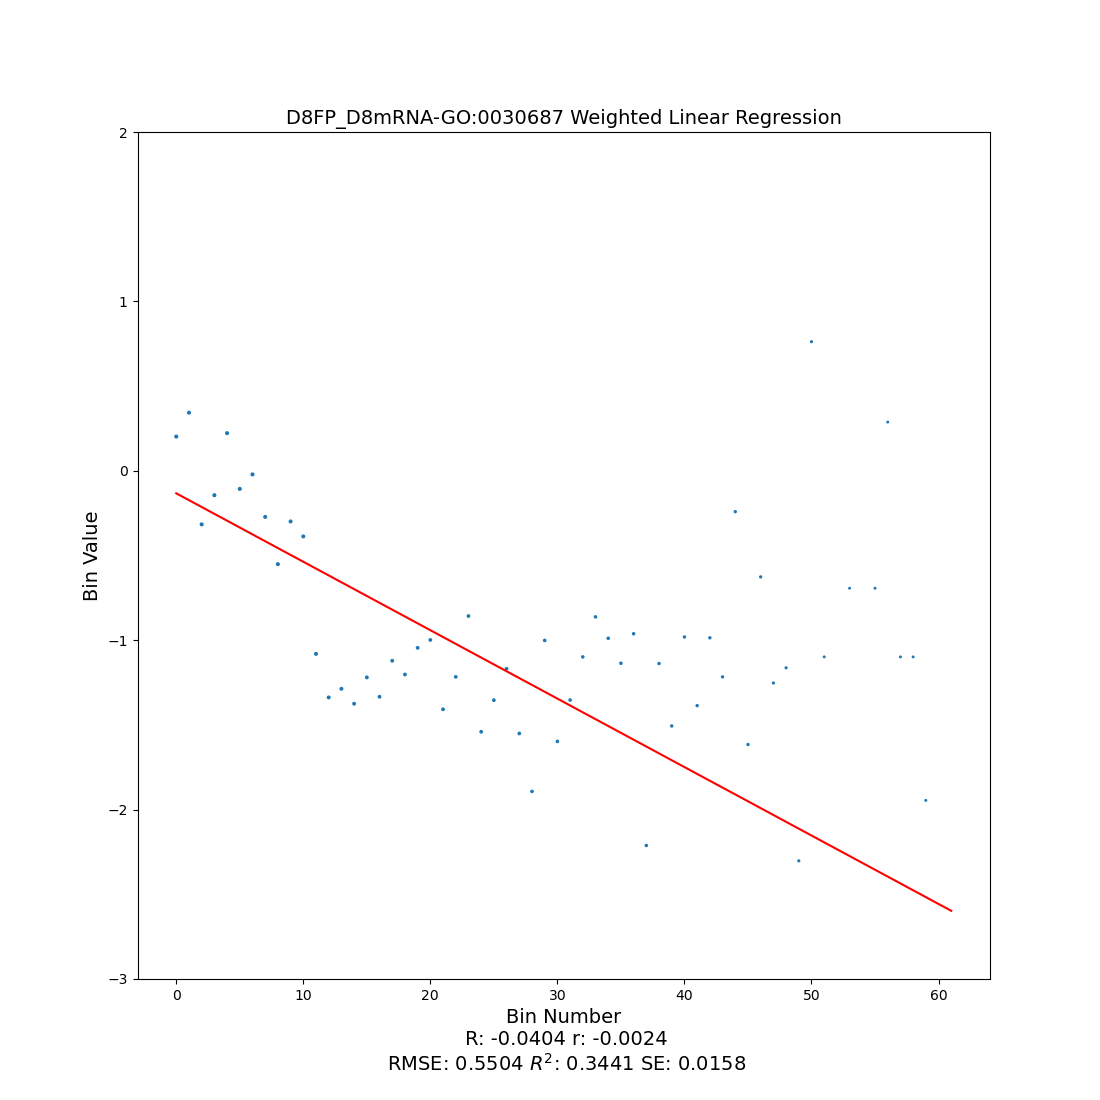 D8FP_D8mRNA-GO:0030687 Weighted Linear Regression
2
1
0
−1
−2
−3
Bin Value
0 10 20 30 40 50 60
Bin Number
R: -0.0404 r: -0.0024
RMSE: 0.5504 R²: 0.3441 SE: 0.0158